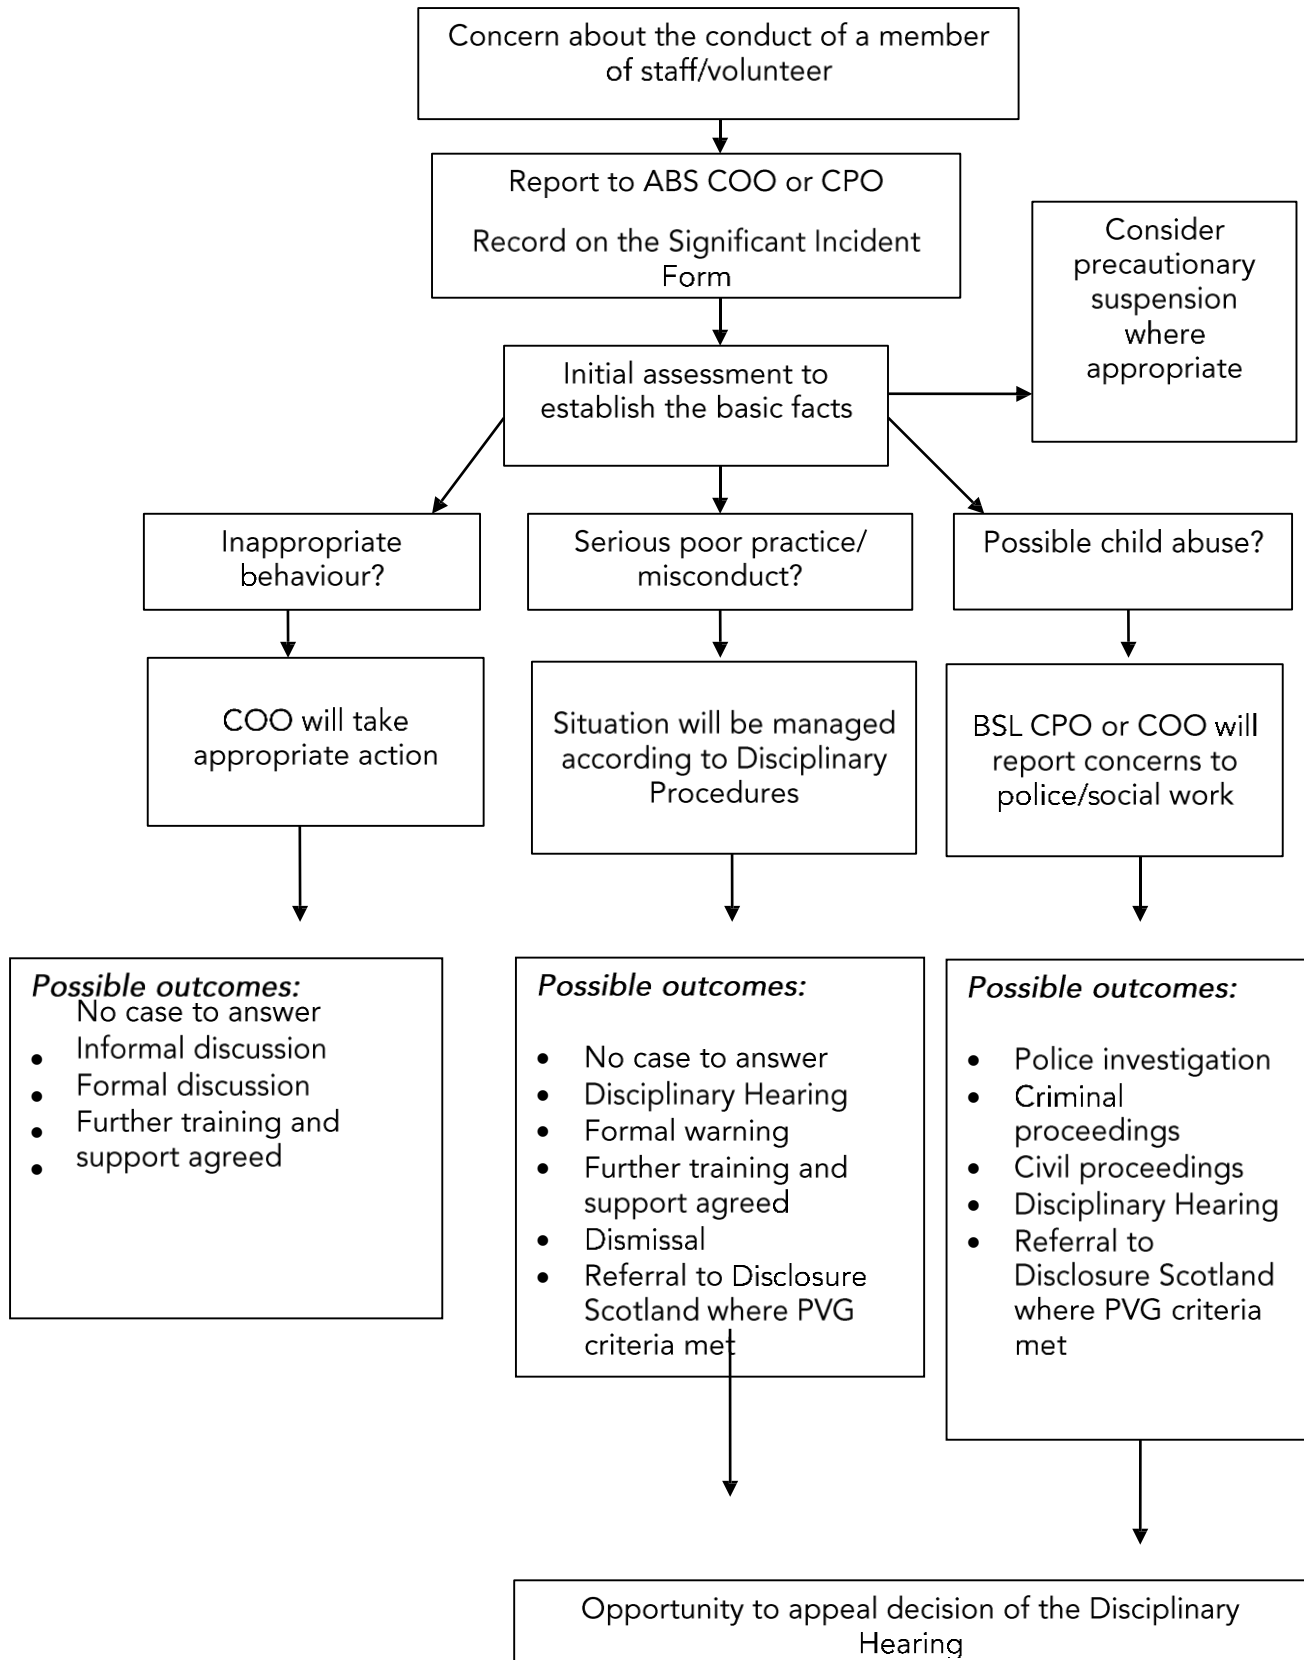 Concern about the conduct of a member
of staff/volunteer
Report to ABS COO or CPO
Record on the Significant Incident
Form
Consider
precautionary
suspension
where
appropriate
Initial assessment to
establish the basic facts
Inappropriate
behaviour?
Serious poor practice/
misconduct?
Possible child abuse?
COO will take
appropriate action
Situation will be managed
according to Disciplinary
Procedures
BSL CPO or COO will
report concerns to
police/social work
Possible outcomes:
No case to answer
• Informal discussion
• Formal discussion
• Further training and
• support agreed
Possible outcomes:
• No case to answer
• Disciplinary Hearing
• Formal warning
• Further training and
support agreed
• Dismissal
• Referral to Disclosure
Scotland where PVG
criteria met
Possible outcomes:
• Police investigation
• Criminal
proceedings
• Civil proceedings
• Disciplinary Hearing
• Referral to
Disclosure Scotland
where PVG criteria
met
Opportunity to appeal decision of the Disciplinary
Hearing